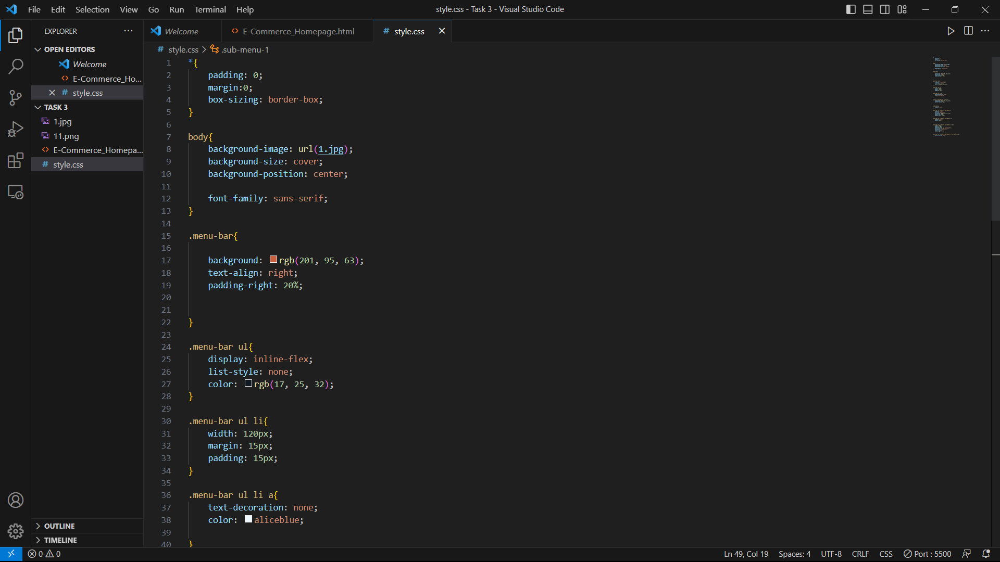 File Edit Selection View Go Run Terminal Help
style.css - Task 3 - Visual Studio Code
EXPLORER
Welcome
E-Commerce_Homepage.html
style.css
OPEN EDITORS
Welcome
E-Commerce_Ho...
style.css
TASK 3
1.jpg
11.png
E-Commerce_Homepa...
style.css
OUTLINE
TIMELINE
style.css > .sub-menu-1
1 *{
2 padding: 0;
3 margin:0;
4 box-sizing: border-box;
5 }
6
7 body{
8 background-image: url(1.jpg);
9 background-size: cover;
10 background-position: center;
11
12 font-family: sans-serif;
13 }
14
15 .menu-bar{
16
17 background: rgb(201, 95, 63);
18 text-align: right;
19 padding-right: 20%;
20
21
22 }
23
24 .menu-bar ul{
25 display: inline-flex;
26 list-style: none;
27 color: rgb(17, 25, 32);
28 }
29
30 .menu-bar ul li{
31 width: 120px;
32 margin: 15px;
33 padding: 15px;
34 }
35
36 .menu-bar ul li a{
37 text-decoration: none;
38 color: aliceblue;
39
40 }
0 0
Ln 49, Col 19 Spaces: 4 UTF-8 CRLF CSS Port : 5500